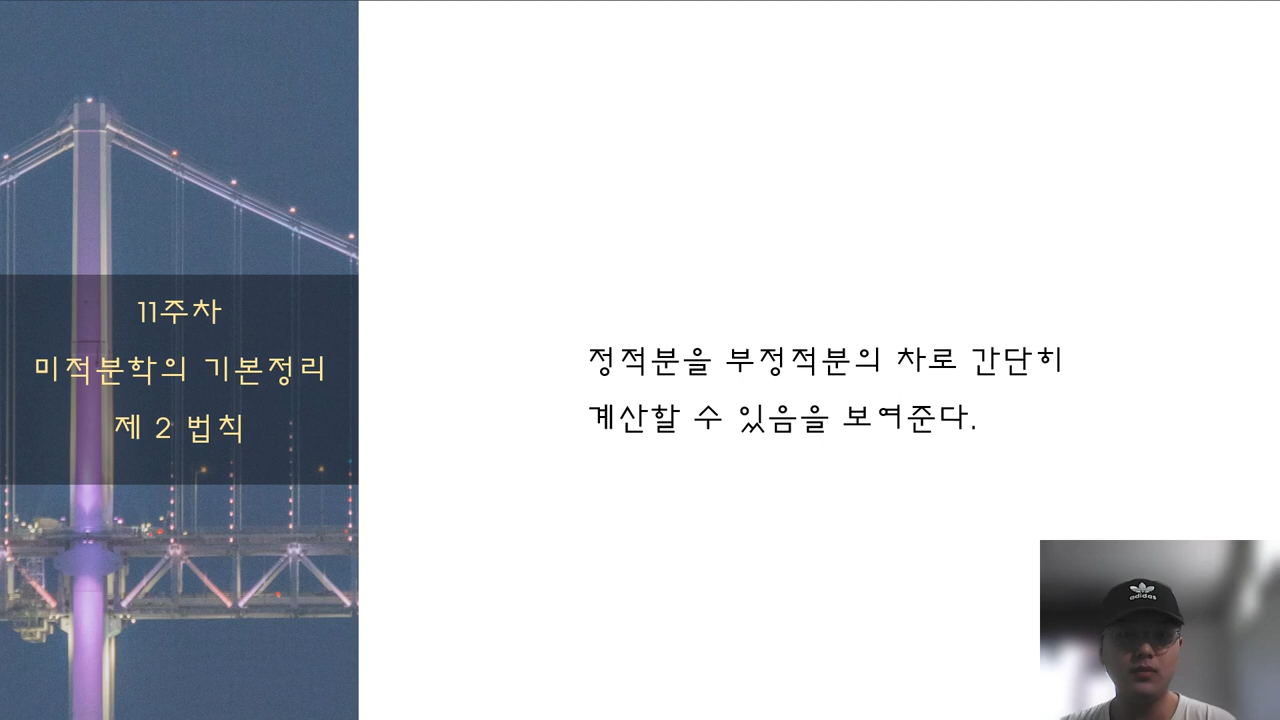 11주차
미적분학의 기본정리
제 2 법칙
정적분을 부정적분의 차로 간단히
계산할 수 있음을 보여준다.
adidas